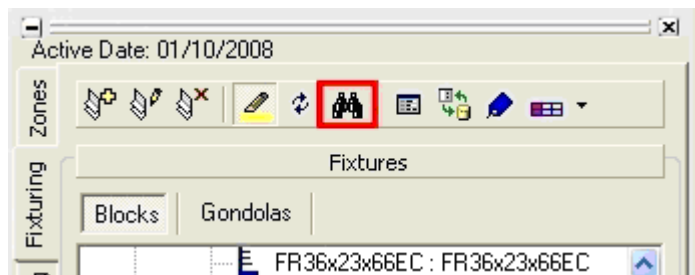 Active Date: 01/10/2008
Zones
Fixturing
Fixtures
Blocks Gondolas
FR36x23x66EC : FR36x23x66EC